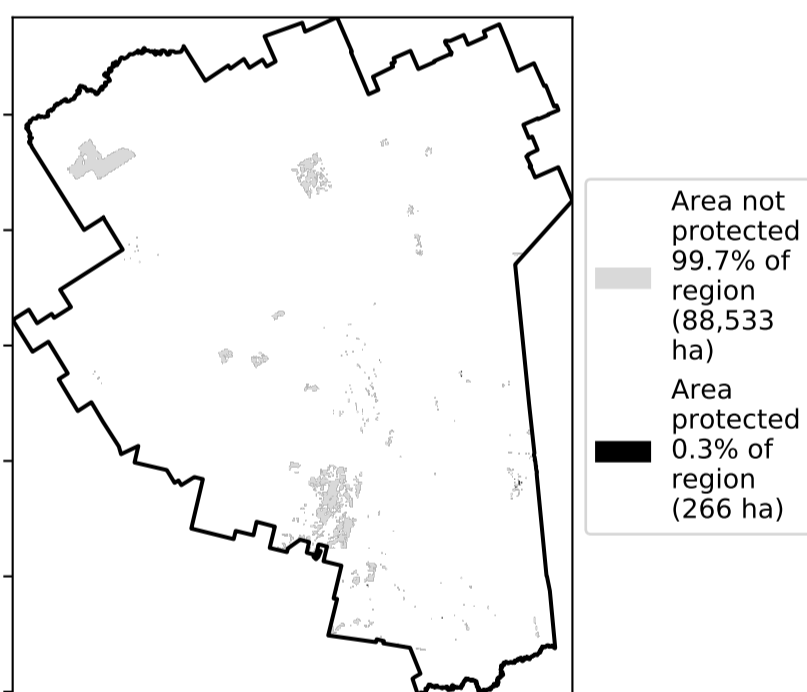 Area not
protected
99.7% of
region
(88,533
ha)
Area
protected
0.3% of
region
(266 ha)